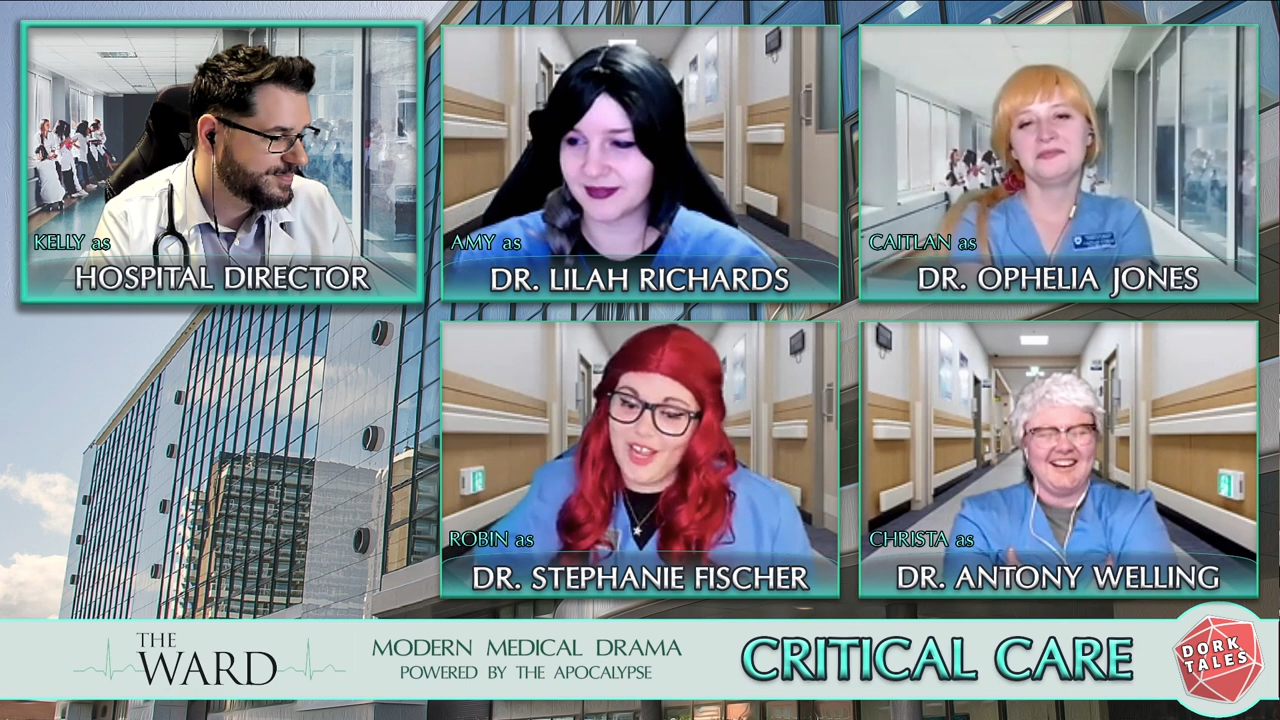 KELLY as
HOSPITAL DIRECTOR
AMY as
DR. LILAH RICHARDS
CAITLAN as
DR. OPHELIA JONES
ROBIN as
DR. STEPHANIE FISCHER
CHRISTA as
DR. ANTONY WELLING
THE
WARD
MODERN MEDICAL DRAMA
POWERED BY THE APOCALYPSE
CRITICAL CARE
DORK
TALES